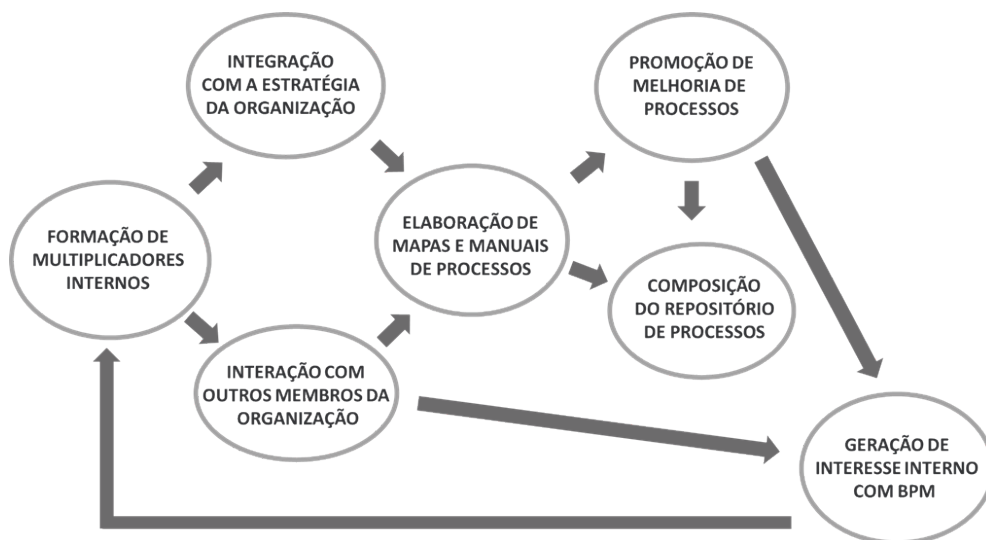 INTEGRAÇÃO
COM A ESTRATÉGIA
DA ORGANIZAÇÃO
PROMOÇÃO DE
MELHORIA DE
PROCESSOS
FORMAÇÃO DE
MULTIPLICADORES
INTERNOS
ELABORAÇÃO DE
MAPAS E MANUAIS
DE PROCESSOS
COMPOSIÇÃO
DO REPOSITÓRIO
DE PROCESSOS
INTERAÇÃO COM
OUTROS MEMBROS DA
ORGANIZAÇÃO
GERAÇÃO DE
INTERESSE INTERNO
COM BPM